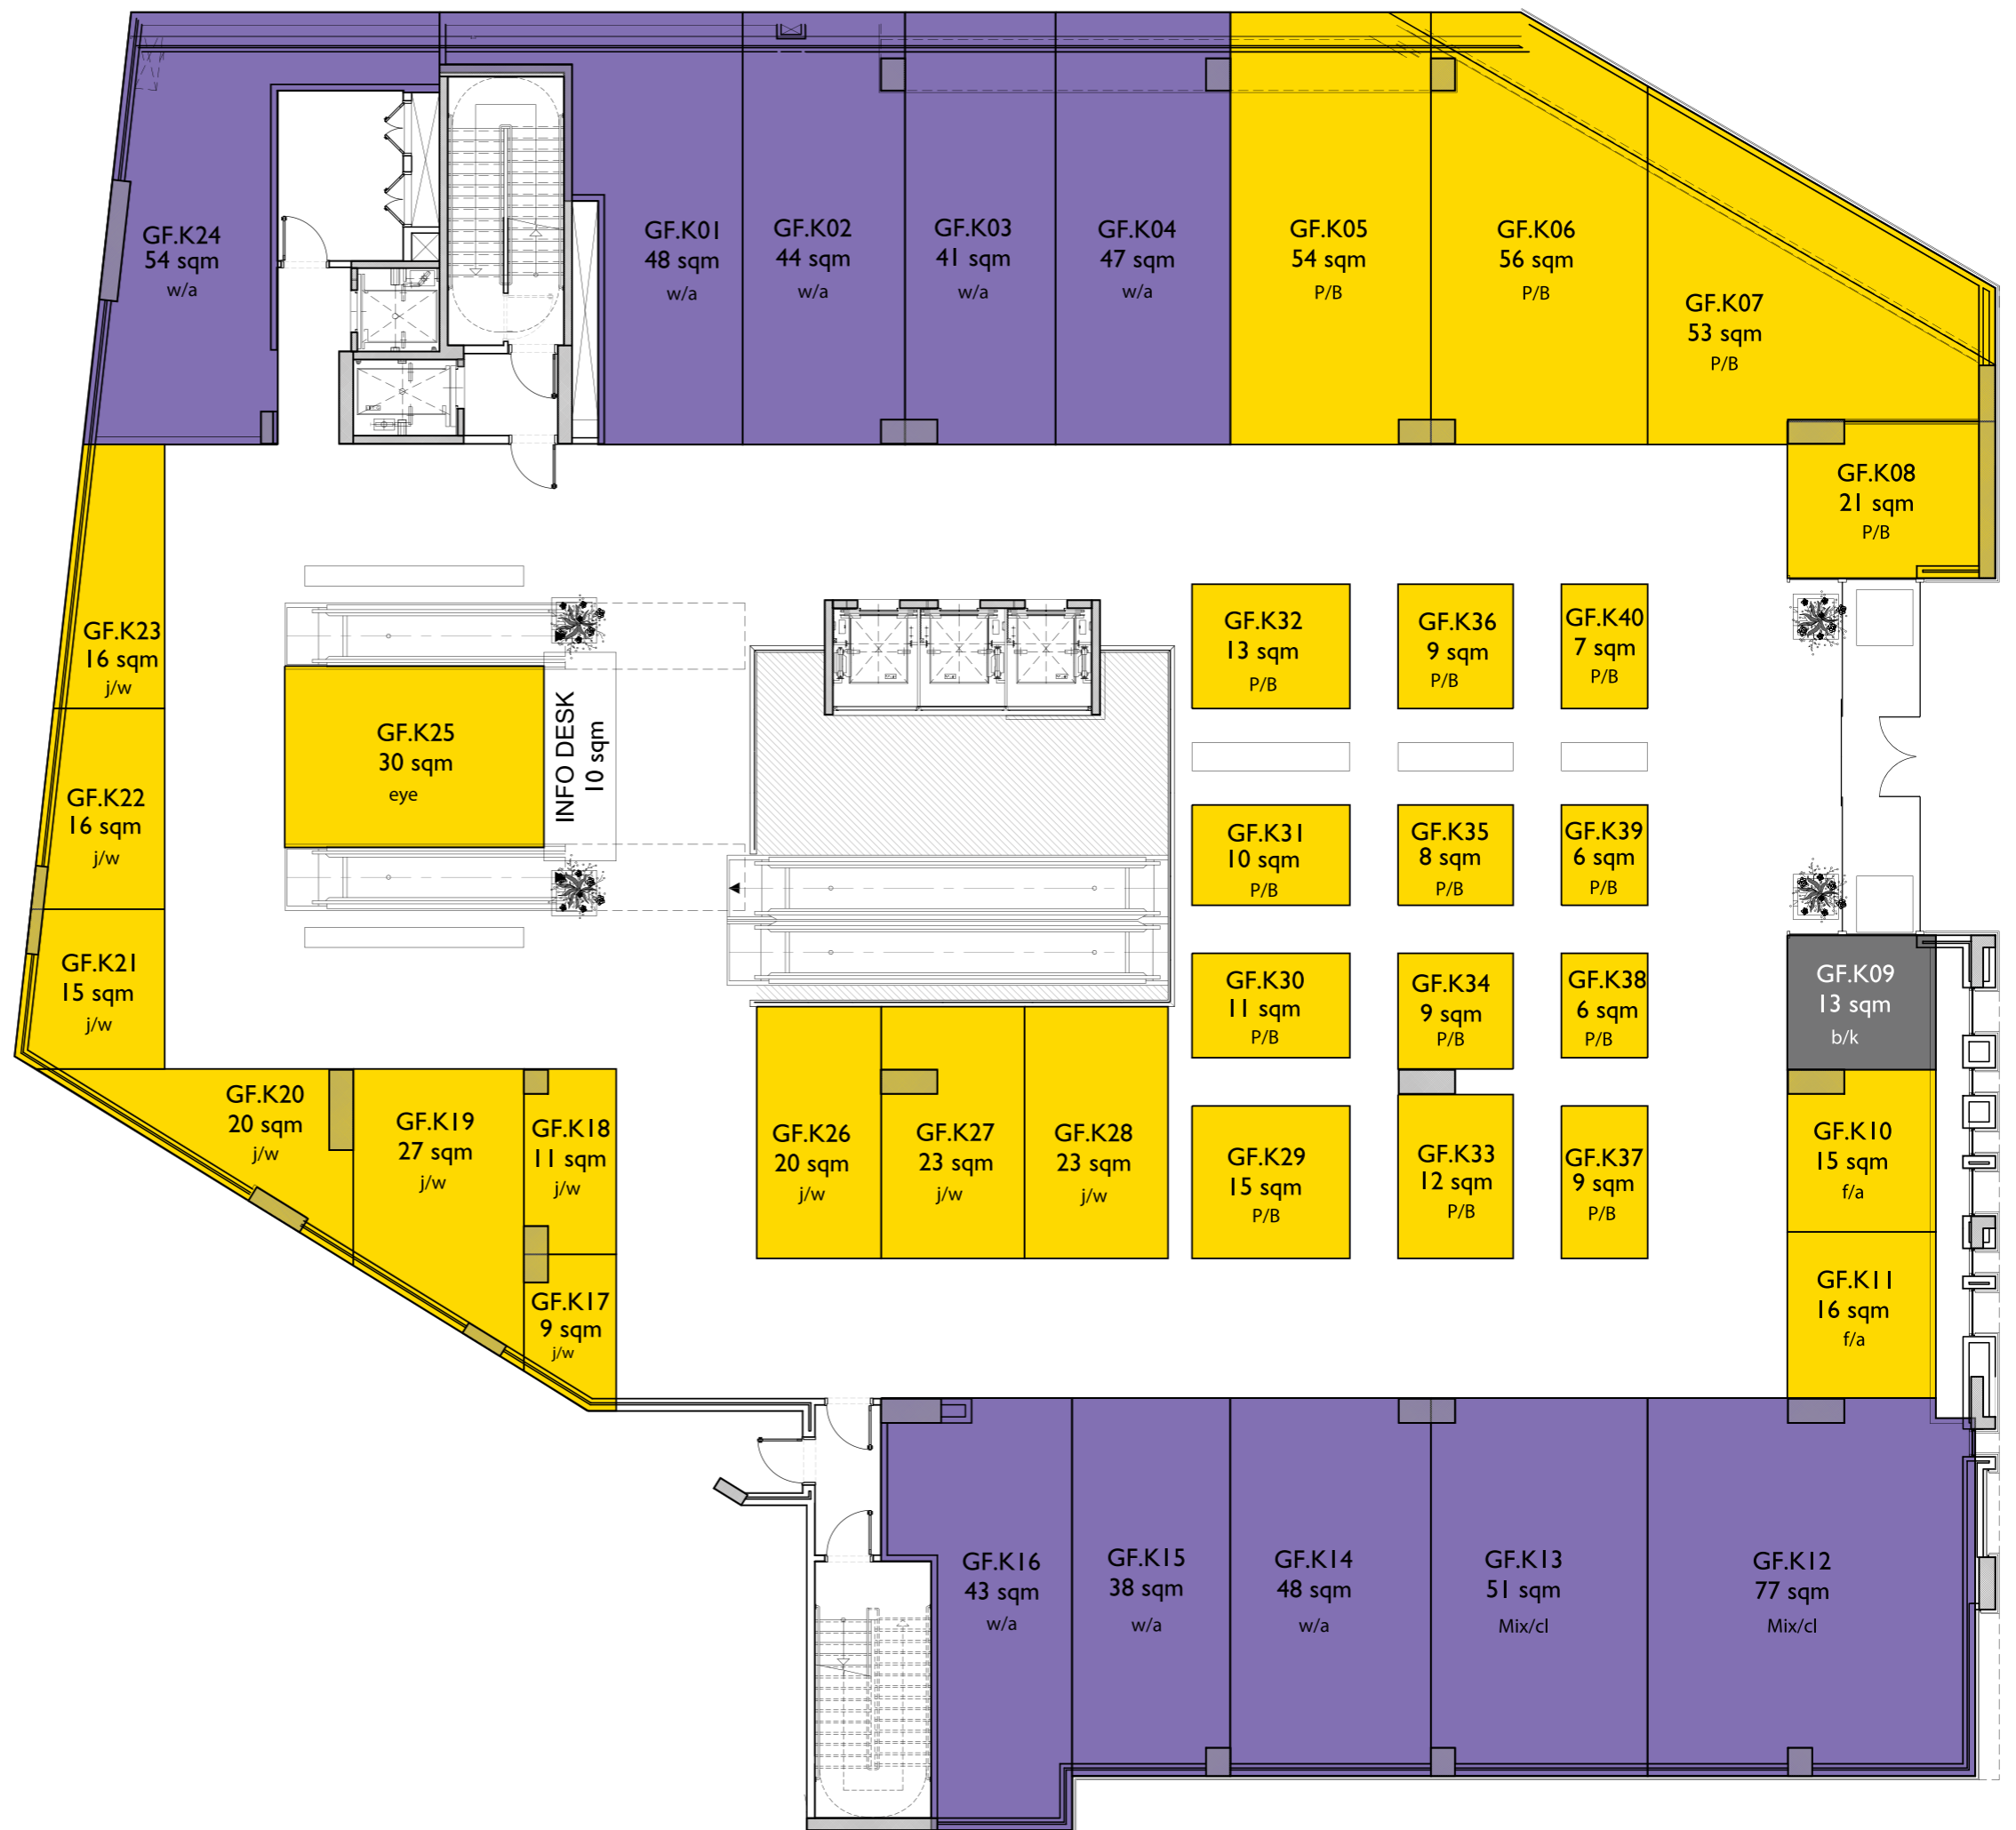 GF.K24
54 sqm
w/a
GF.K01
48 sqm
w/a
GF.K02
44 sqm
w/a
GF.K03
41 sqm
w/a
GF.K04
47 sqm
w/a
GF.K05
54 sqm
P/B
GF.K06
56 sqm
P/B
GF.K07
53 sqm
P/B
GF.K08
21 sqm
P/B
GF.K23
16 sqm
j/w
GF.K22
16 sqm
j/w
GF.K21
15 sqm
j/w
GF.K25
30 sqm
eye
INFO DESK
10 sqm
GF.K32
13 sqm
P/B
GF.K36
9 sqm
P/B
GF.K40
7 sqm
P/B
GF.K31
10 sqm
P/B
GF.K35
8 sqm
P/B
GF.K39
6 sqm
P/B
GF.K30
11 sqm
P/B
GF.K34
9 sqm
P/B
GF.K38
6 sqm
P/B
GF.K09
13 sqm
b/k
GF.K20
20 sqm
j/w
GF.K19
27 sqm
j/w
GF.K18
11 sqm
j/w
GF.K17
9 sqm
j/w
GF.K26
20 sqm
j/w
GF.K27
23 sqm
j/w
GF.K28
23 sqm
j/w
GF.K29
15 sqm
P/B
GF.K33
12 sqm
P/B
GF.K37
9 sqm
P/B
GF.K10
15 sqm
f/a
GF.K11
16 sqm
f/a
GF.K16
43 sqm
w/a
GF.K15
38 sqm
w/a
GF.K14
48 sqm
w/a
GF.K13
51 sqm
Mix/cl
GF.K12
77 sqm
Mix/cl